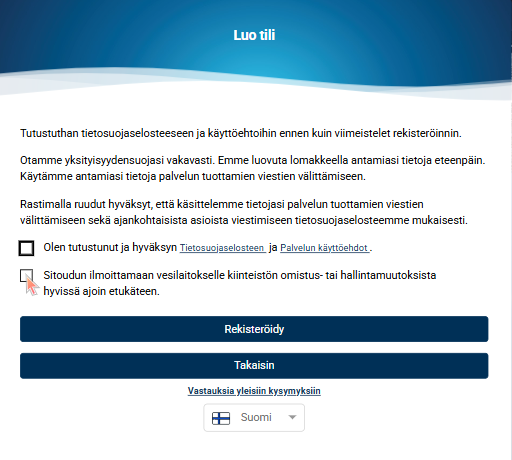 Luo tili
Tutustuthan tietosuojaselosteeseen ja käyttöehtoihin ennen kuin viimeistelet rekisteröinnin.
Otamme yksityisyydensuojasi vakavasti. Emme luovuta lomakkeella antamiasi tietoja eteenpäin.
Käytämme antamiasi tietoja palvelun tuottamien viestien välittämiseen.
Rastimalla ruudut hyväksyt, että käsittelemme tietojasi palvelun tuottamien viestien
välittämiseen sekä ajankohtaisista asioista viestimiseen tietosuojaselosteemme mukaisesti.
Olen tutustunut ja hyväksyn Tietosuojaselosteen ja Palvelun käyttöehdot .
Sitoudun ilmoittamaan vesilaitokselle kiinteistön omistus- tai hallintamuutoksista
hyvissä ajoin etukäteen.
Rekisteröidy
Takaisin
Vastauksia yleisiin kysymyksiin
Suomi